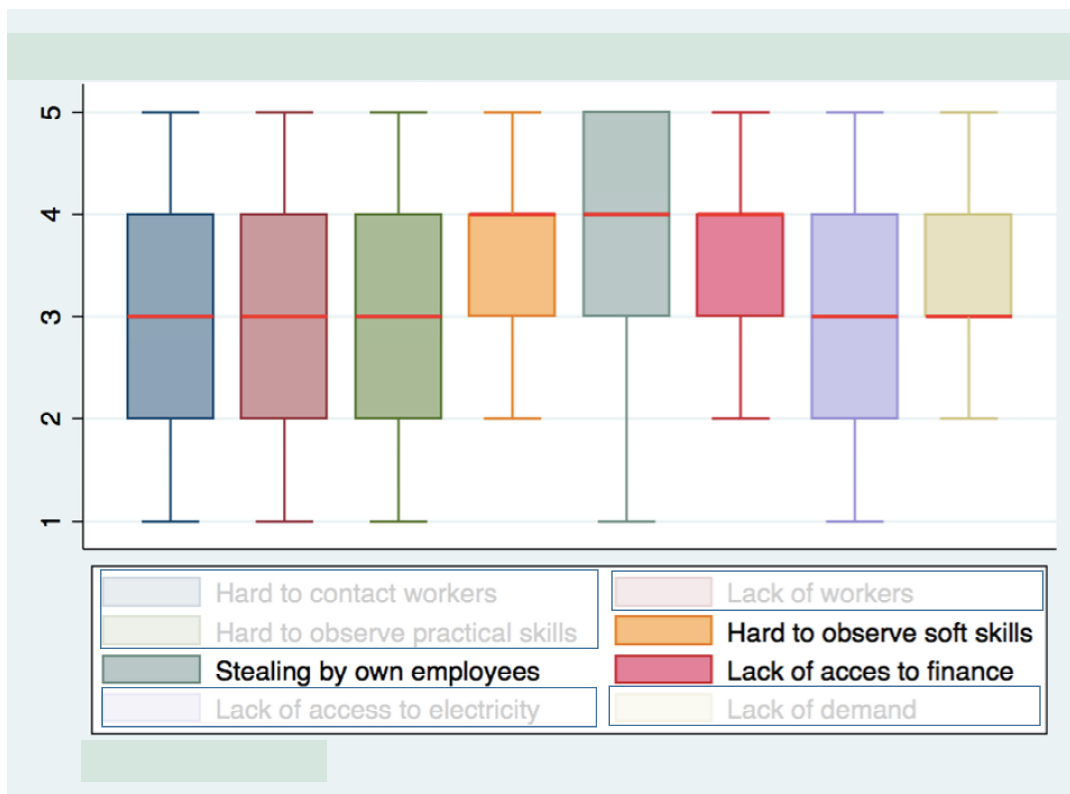 5
4
3
2
1
Hard to contact workers
Lack of workers
Hard to observe practical skills
Hard to observe soft skills
Stealing by own employees
Lack of acces to finance
Lack of access to electricity
Lack of demand